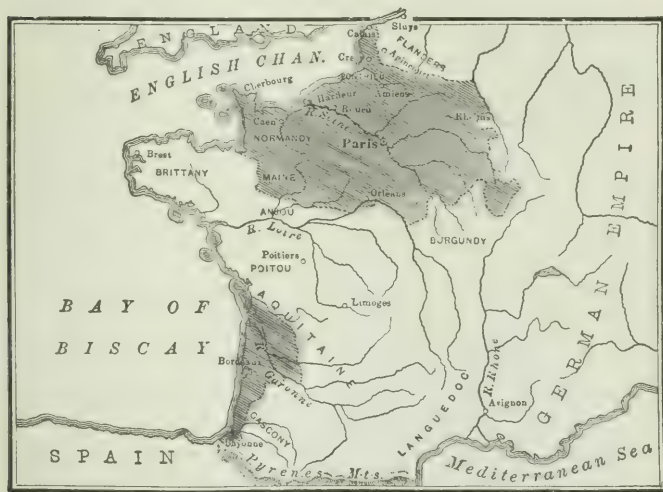 ENGLAND
ENGLISH CHAN.
Calais
Sluys
FLANDERS
Agincourt
Crecy
PONTHIEU
Cherbourg
Harfleur
Amiens
Rouen
Rheims
Caen
R. Seine
NORMANDY
Paris
Brest
BRITTANY
MAINE
Orleans
ANJOU
R. Loire
BURGUNDY
Poitiers
POITOU
GERMAN EMPIRE
BAY OF
BISCAY
AQUITAINE
Limoges
Bordeaux
R. Garonne
R. Rhone
Avignon
LANGUEDOC
GASCONY
Bayonne
SPAIN
Pyrenes Mts.
Mediterranean Sea